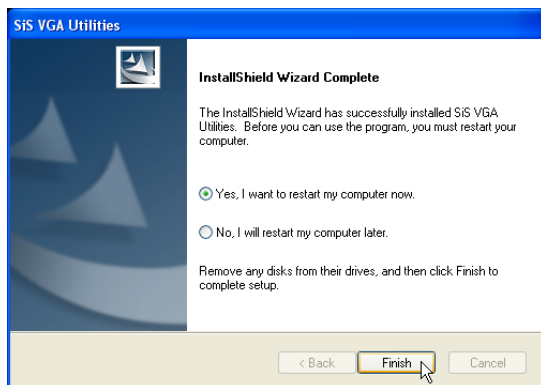 SiS VGA Utilities
InstallShield Wizard Complete
The InstallShield Wizard has successfully installed SiS VGA
Utilities. Before you can use the program, you must restart your
computer.
Yes, I want to restart my computer now.
No, I will restart my computer later.
Remove any disks from their drives, and then click Finish to
complete setup.
< Back
Finish
Cancel